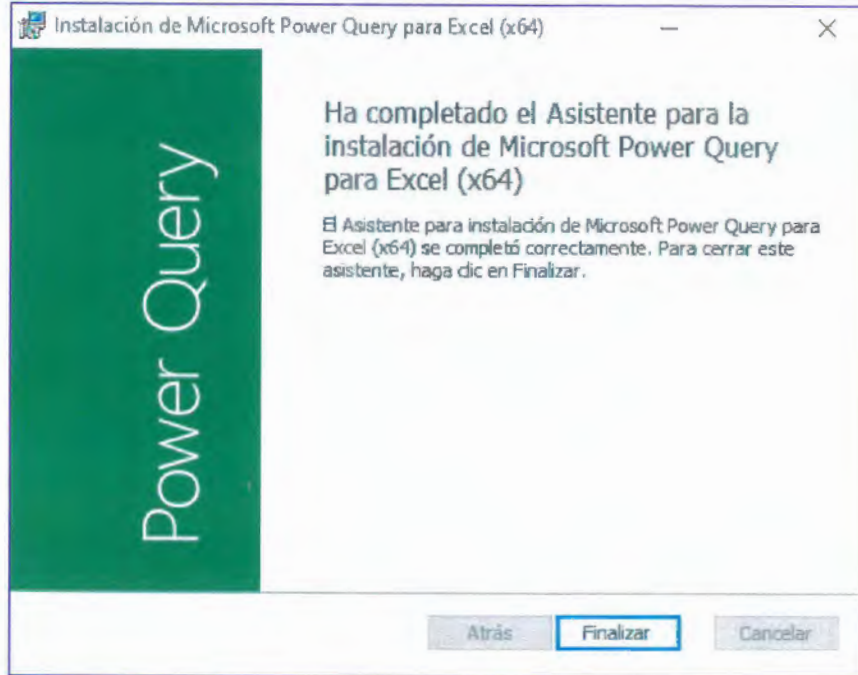 Instalación de Microsoft Power Query para Excel (x64)
Power Query
Ha completado el Asistente para la
instalación de Microsoft Power Query
para Excel (x64)
El Asistente para instalación de Microsoft Power Query para
Excel (x64) se completó correctamente. Para cerrar este
asistente, haga clic en Finalizar.
Atrás
Finalizar
Cancelar